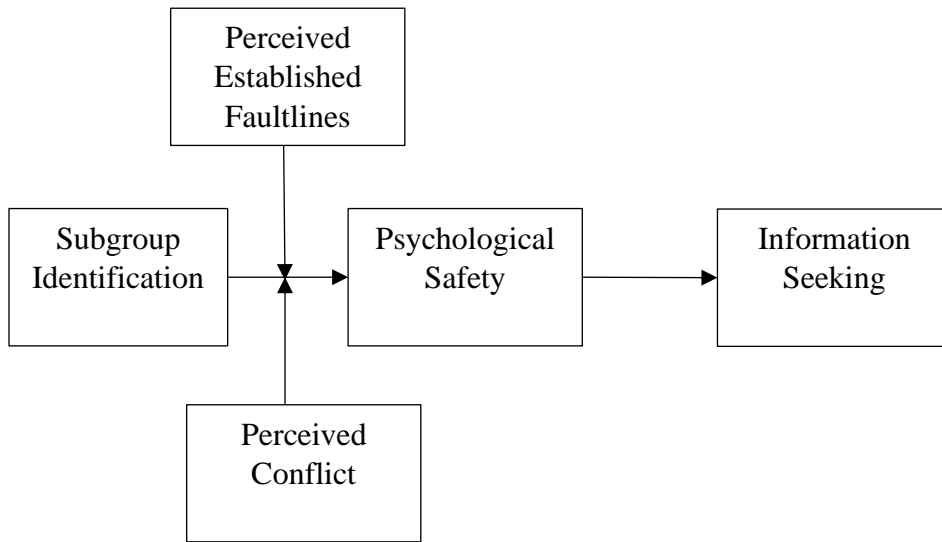 Perceived
Established
Faultlines
Subgroup
Identification
Psychological
Safety
Information
Seeking
Perceived
Conflict